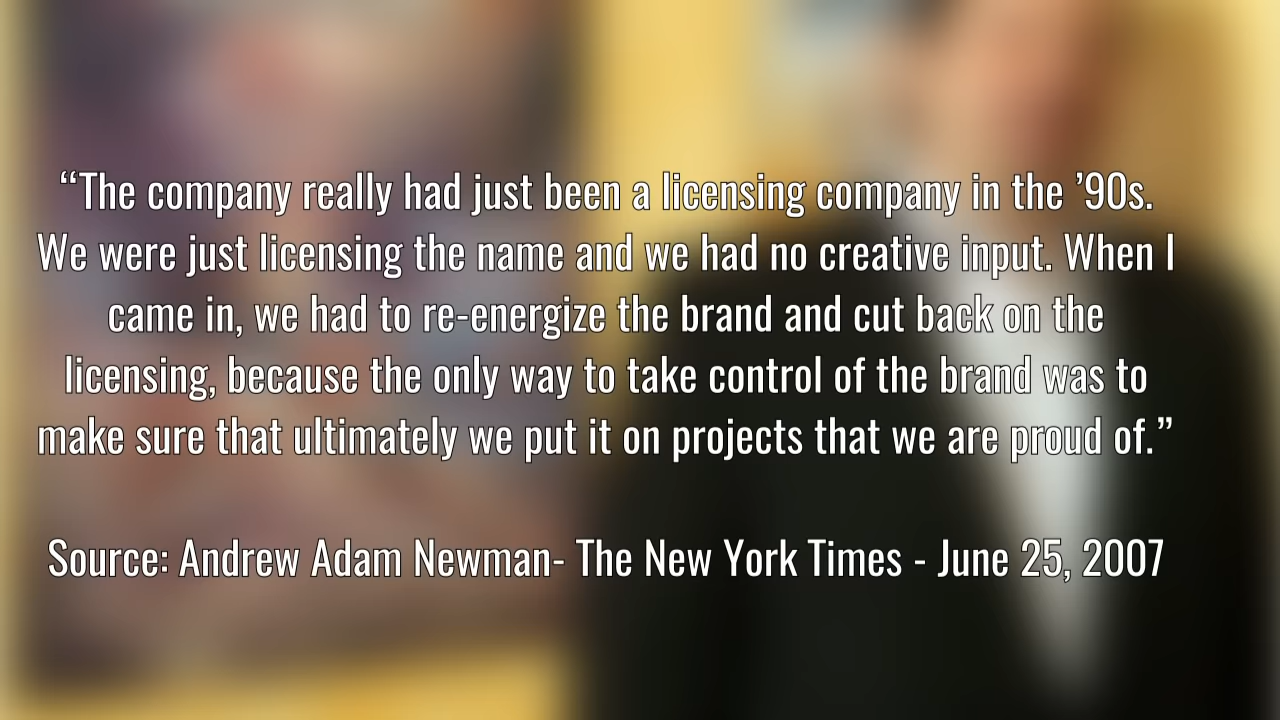 “The company really had just been a licensing company in the ’90s.
We were just licensing the name and we had no creative input. When I
came in, we had to re-energize the brand and cut back on the
licensing, because the only way to take control of the brand was to
make sure that ultimately we put it on projects that we are proud of.”
Source: Andrew Adam Newman- The New York Times - June 25, 2007